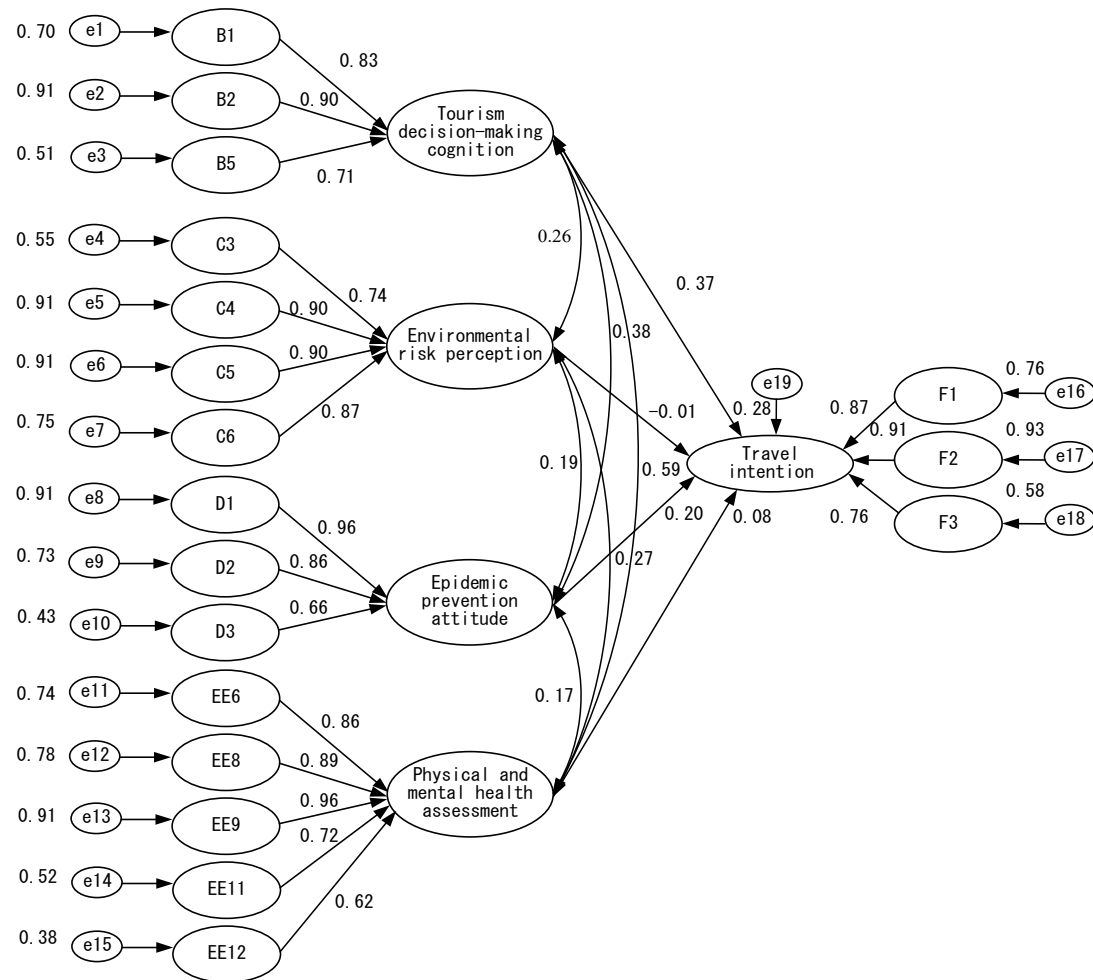 0.70
e1
B1
0.83
0.91
e2
B2
0.90
0.51
e3
B5
0.71
Tourism
decision-making
cognition
0.55
e4
C3
0.74
0.91
e5
C4
0.90
0.91
e6
C5
0.90
0.75
e7
C6
0.87
Environmental
risk perception
0.91
e8
D1
0.96
0.73
e9
D2
0.86
0.43
e10
D3
0.66
Epidemic
prevention
attitude
0.74
e11
EE6
0.86
0.78
e12
EE8
0.89
0.91
e13
EE9
0.96
0.52
e14
EE11
0.72
0.38
e15
EE12
0.62
Physical and
mental health
assessment
0.26
0.38
0.19
0.59
0.27
0.17
0.37
-0.01
0.20
0.08
e19
0.28
Travel
intention
0.87
F1
0.76
e16
0.91
F2
0.93
e17
0.76
F3
0.58
e18